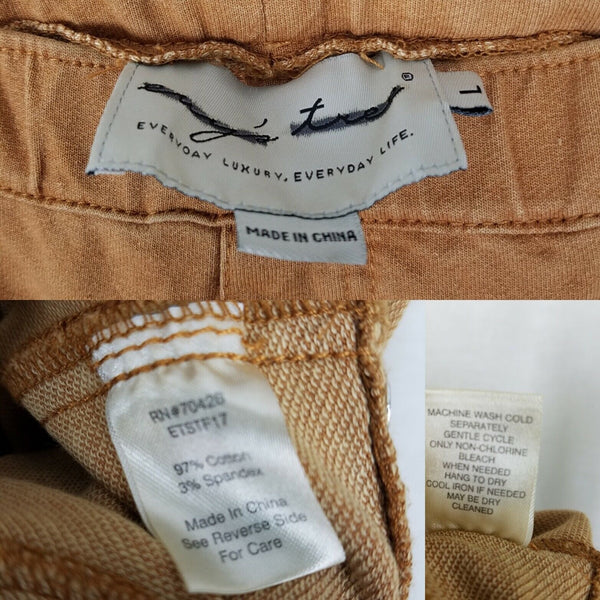 enz's tres®
EVERYDAY LUXURY, EVERYDAY LIFE.
L
MADE IN CHINA
RN#70426
ETSTF17
97% Cotton
3% Spandex
Made In China
See Reverse Side
For Care
MACHINE WASH COLD
SEPARATELY
GENTLE CYCLE
ONLY NON-CHLORINE
BLEACH
WHEN NEEDED
HANG TO DRY
COOL IRON IF NEEDED
MAY BE DRY
CLEANED